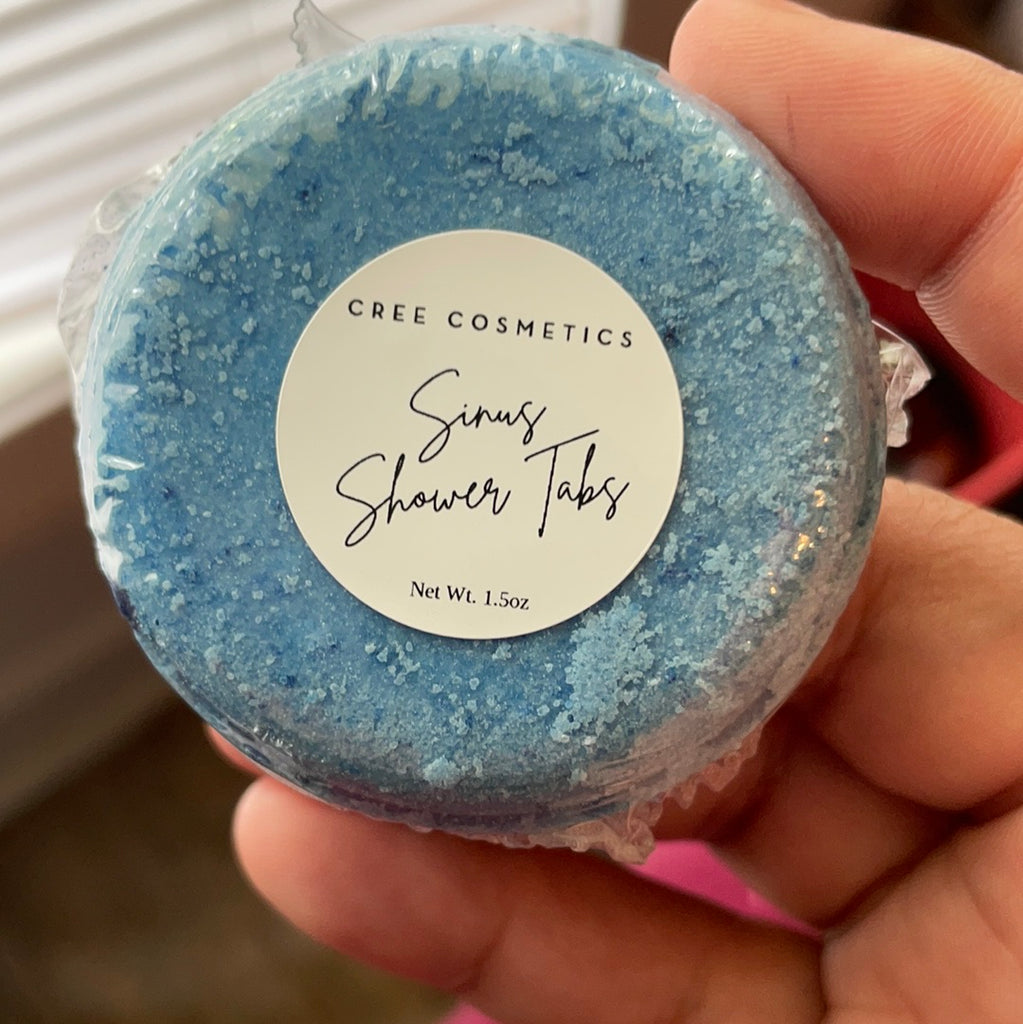 CREE COSMETICS
Sinus
Shower Tabs
Net Wt. 1.5oz